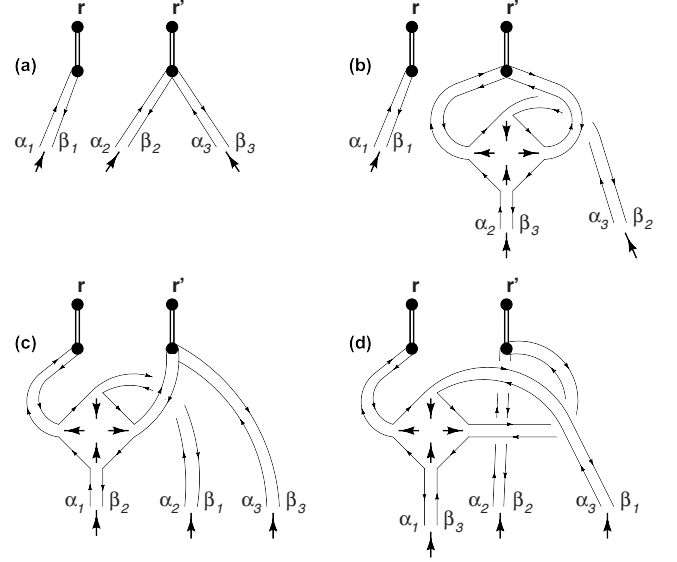 r r' r r'
(a) (b)
α1 β1 α2 β2 α3 β3 α1 β1
α2 β3 α3 β2
r r' r r'
(c) (d)
α1 β2 α2 β1 α3 β3 α2 β2 α3 β1
α1 β3